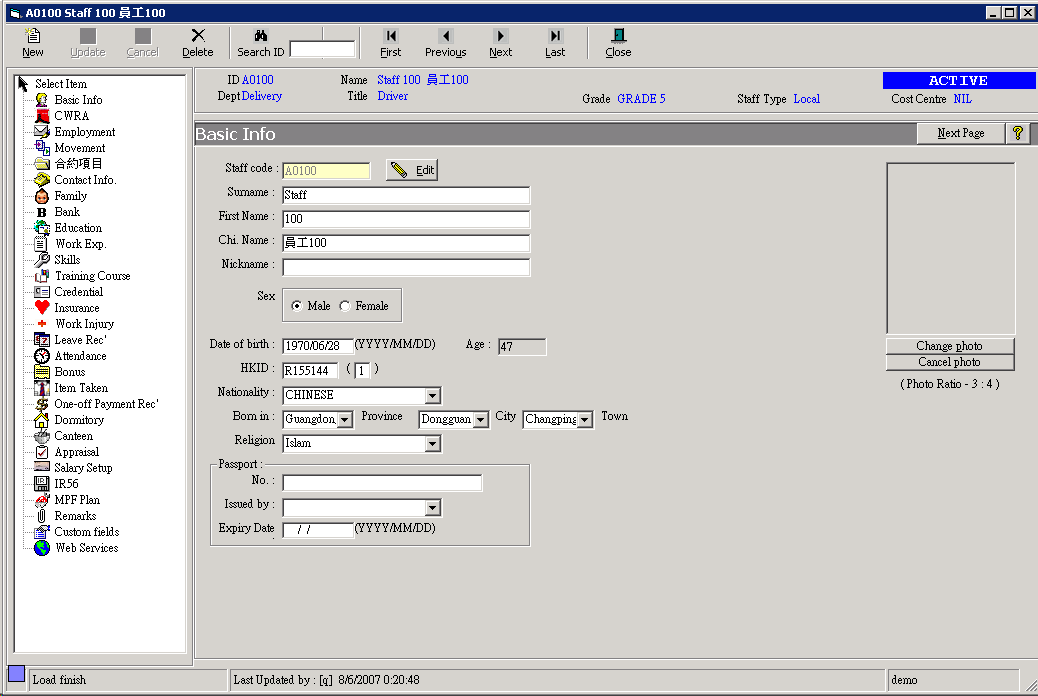 A0100 Staff 100 員工100
New Update Cancel Delete Search ID First Previous Next Last Close
Select Item
Basic Info
CWRA
Employment
Movement
合約項目
Contact Info.
Family
Bank
Education
Work Exp.
Skills
Training Course
Credential
Insurance
Work Injury
Leave Rec'
Attendance
Bonus
Item Taken
One-off Payment Rec'
Dormitory
Canteen
Appraisal
Salary Setup
IR56
MPF Plan
Remarks
Custom fields
Web Services
ID A0100 Name Staff 100 員工100 ACTIVE
Dept Delivery Title Driver Grade GRADE 5 Staff Type Local Cost Centre NIL
Basic Info Next Page ?
Staff code : A0100 Edit
Surname : Staff
First Name : 100
Chi. Name : 員工100
Nickname :
Sex Male Female
Date of birth : 1970/06/28 (YYYY/MM/DD) Age : 47
HKID : R155144 ( 1 )
Nationality : CHINESE
Born in : Guangdon Province Dongguan City Changping Town
Religion Islam
Passport :
No. :
Issued by :
Expiry Date : / / (YYYY/MM/DD)
Change photo
Cancel photo
( Photo Ratio - 3 : 4 )
Load finish Last Updated by : [q] 8/6/2007 0:20:48 demo